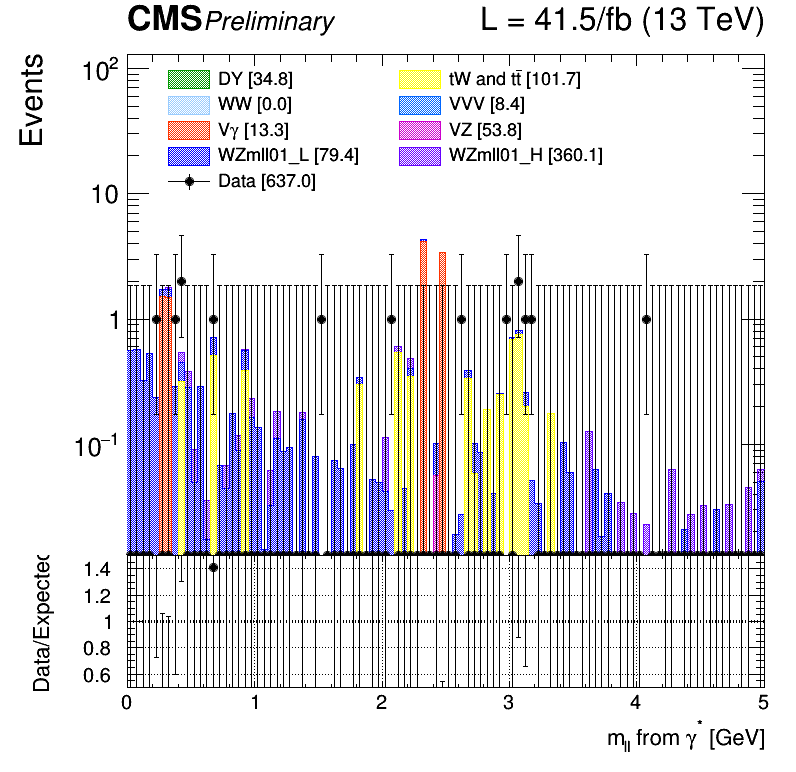 CMS Preliminary L = 41.5/fb (13 TeV)
Events
10²
10
1
10⁻¹
DY [34.8]
tW and tt̄ [101.7]
WW [0.0]
VVV [8.4]
Vγ [13.3]
VZ [53.8]
WZmll01_L [79.4]
WZmll01_H [360.1]
Data [637.0]
Data/Expected
1.4
1.2
1
0.8
0.6
0 1 2 3 4 5
m_ll from γ* [GeV]